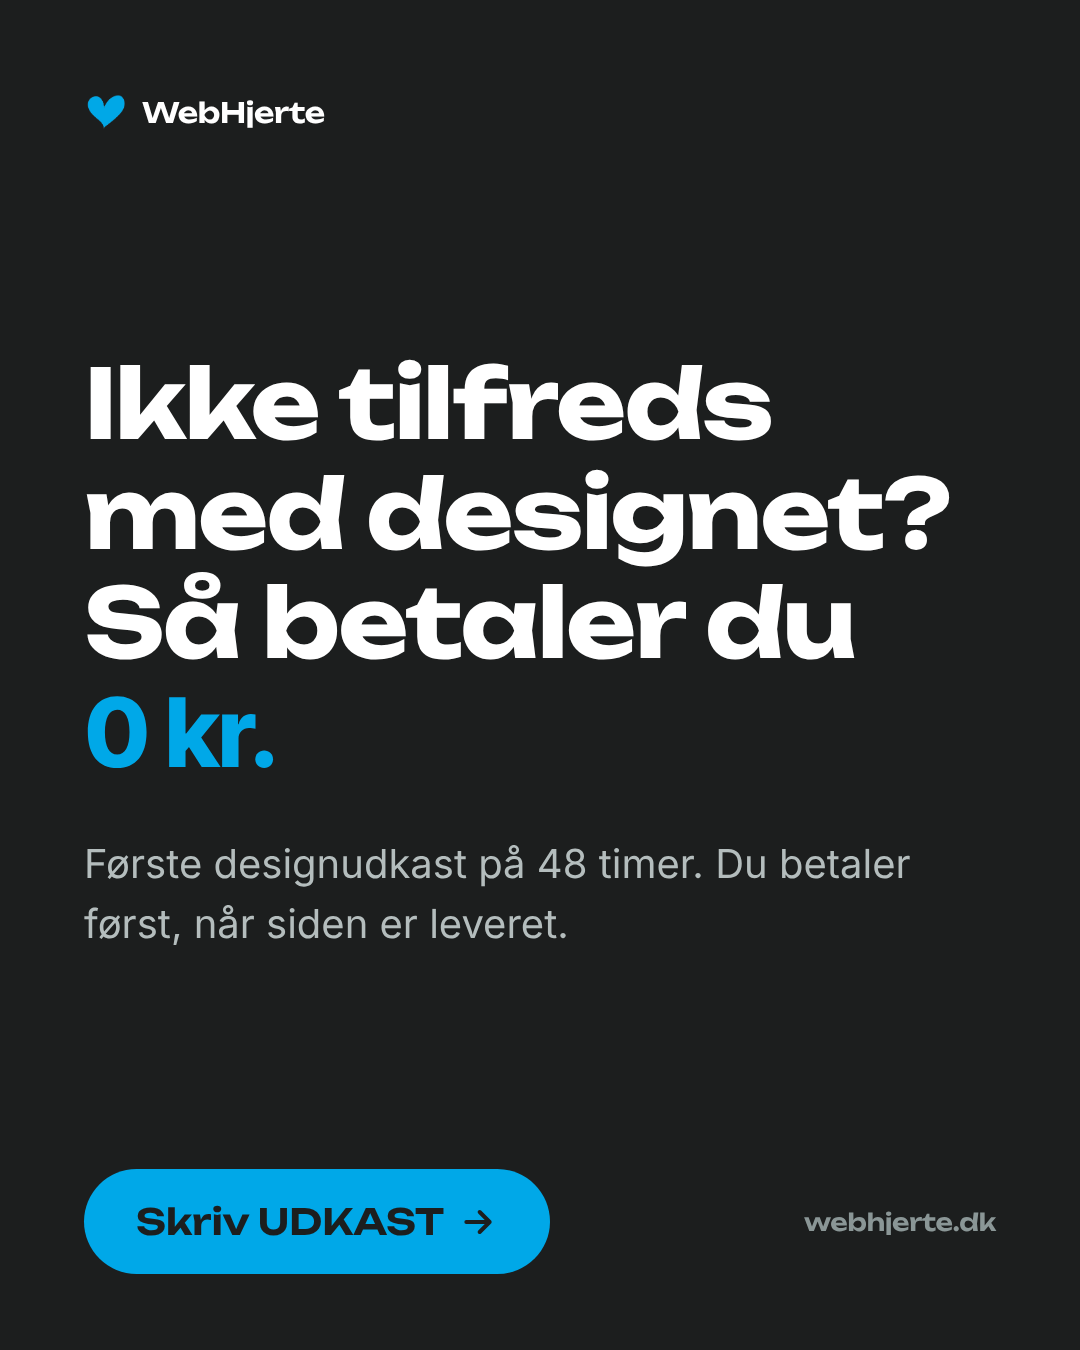 WebHjerte
Ikke tilfreds
med designet?
Så betaler du
0 kr.
Første designudkast på 48 timer. Du betaler
først, når siden er leveret.
Skriv UDKAST →
webhjerte.dk